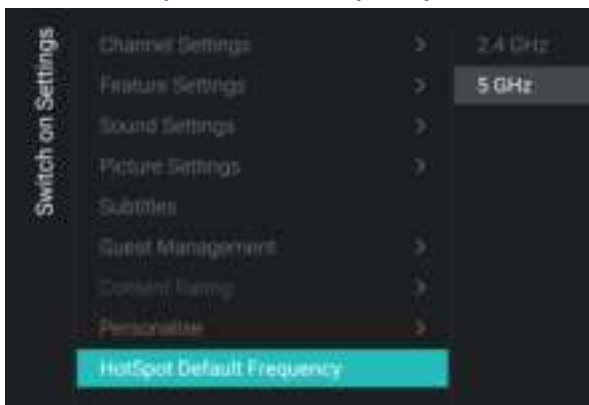 Switch on Settings
Channel Settings >
Feature Settings >
Sound Settings >
Picture Settings >
Subtitles
Guest Management >
Content Rating >
Personalise >
HotSpot Default Frequency
2.4 GHz
5 GHz